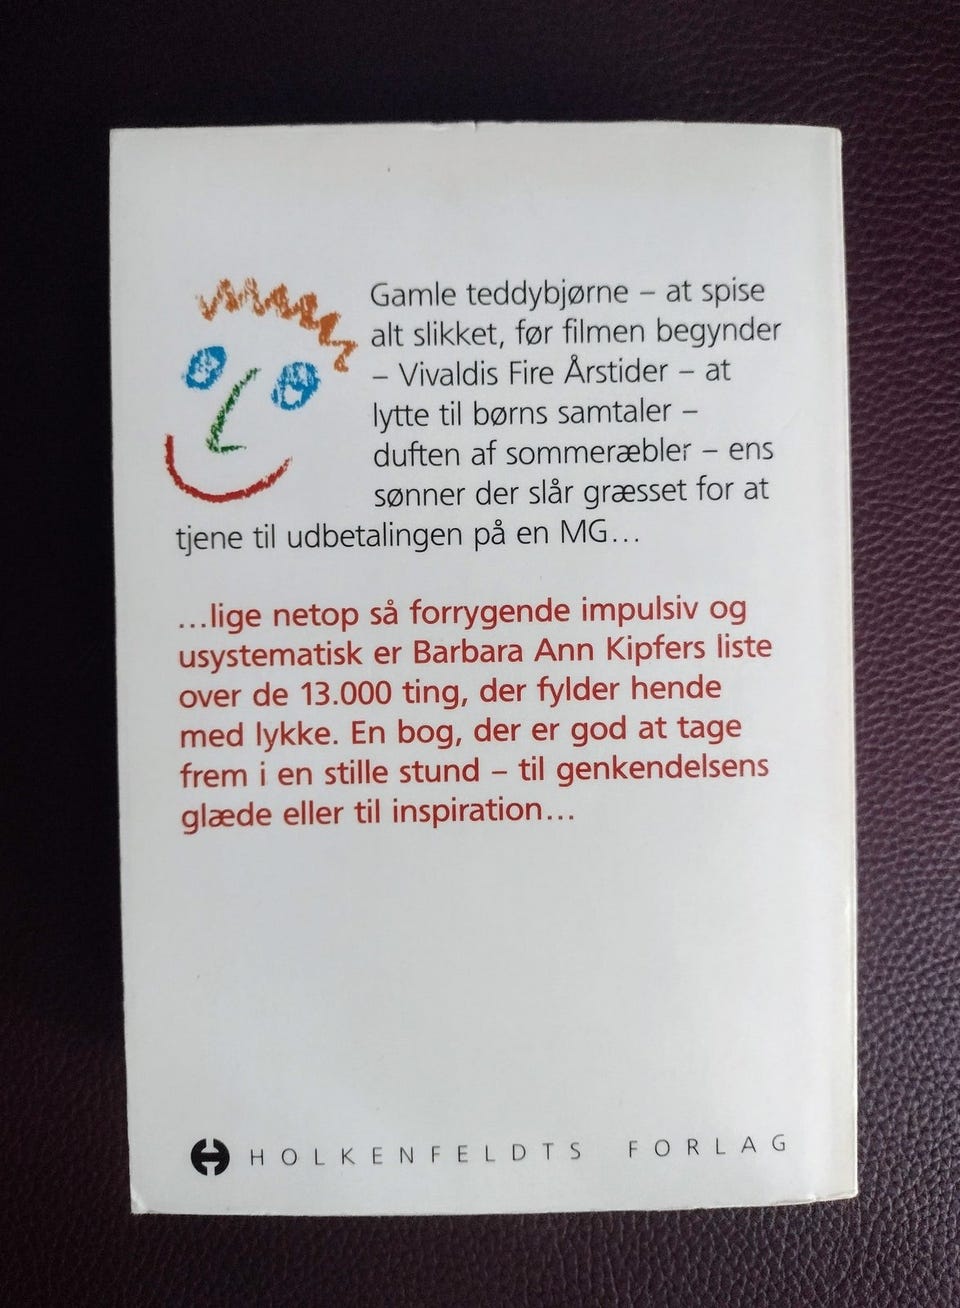 Gamle teddybjørne – at spise
alt slikket, før filmen begynder
– Vivaldis Fire Årstider – at
lytte til børns samtaler –
duften af sommeræbler – ens
sønner der slår græsset for at
tjene til udbetalingen på en MG...
...lige netop så forrygende impulsiv og
usystematisk er Barbara Ann Kipfers liste
over de 13.000 ting, der fylder hende
med lykke. En bog, der er god at tage
frem i en stille stund – til genkendelsens
glæde eller til inspiration...
HOLKENFELDTS FORLAG